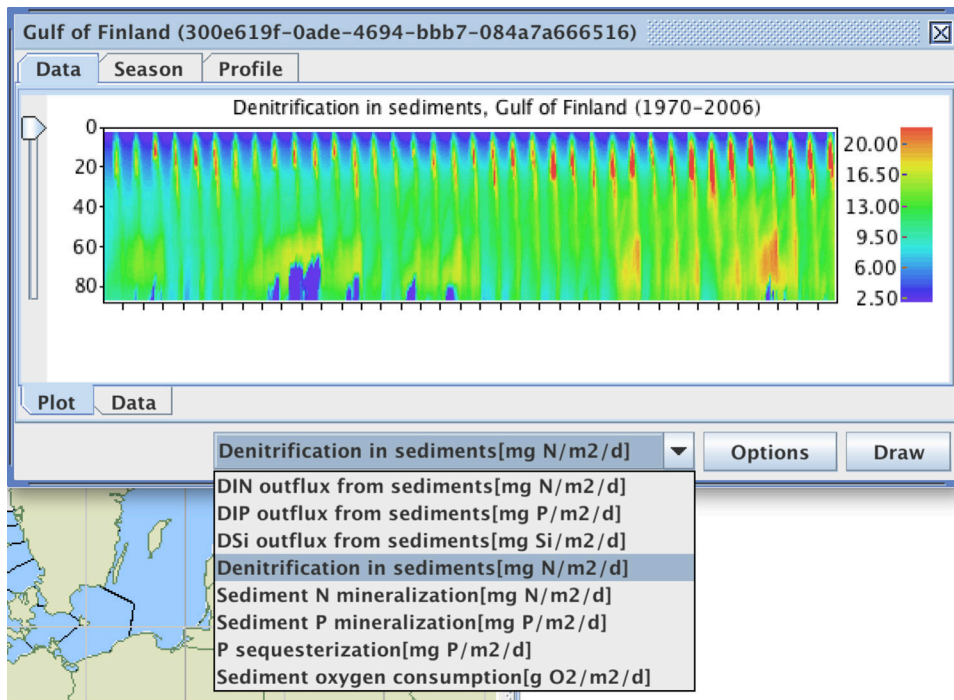 Gulf of Finland (300e619f-0ade-4694-bbb7-084a7a666516)
Data Season Profile
Denitrification in sediments, Gulf of Finland (1970-2006)
0
20
40
60
80
20.00
16.50
13.00
9.50
6.00
2.50
Plot Data
Denitrification in sediments[mg N/m2/d] Options Draw
DIN outflux from sediments[mg N/m2/d]
DIP outflux from sediments[mg P/m2/d]
DSi outflux from sediments[mg Si/m2/d]
Denitrification in sediments[mg N/m2/d]
Sediment N mineralization[mg N/m2/d]
Sediment P mineralization[mg P/m2/d]
P sequesterization[mg P/m2/d]
Sediment oxygen consumption[g O2/m2/d]